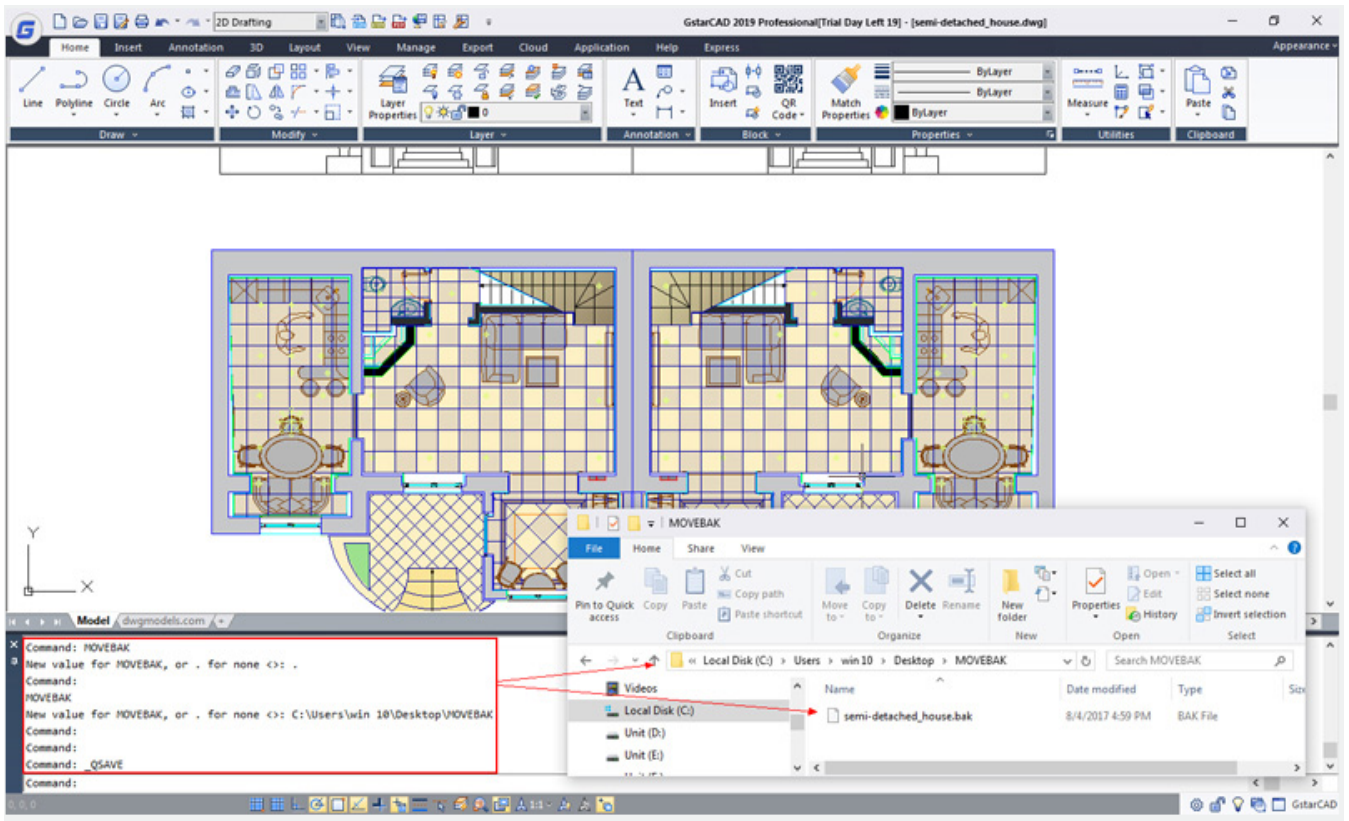 2D Drafting
GstarCAD 2019 Professional[Trial Day Left 19] - [semi-detached_house.dwg]
Home Insert Annotation 3D Layout View Manage Export Cloud Application Help Express Appearance
Line Polyline Circle Arc
Layer Properties
0
Text
Insert
QR Code
Match Properties
ByLayer
ByLayer
ByLayer
Measure
Paste
Draw Modify Layer Annotation Block Properties Utilities Clipboard
Y
X
Model dwgmodels.com +
Command: MOVEBAK
New value for MOVEBAK, or . for none <>: .
Command:
MOVEBAK
New value for MOVEBAK, or . for none <>: C:\Users\win 10\Desktop\MOVEBAK
Command:
Command:
Command: _QSAVE
Command:
MOVEBAK
File Home Share View
Pin to Quick access
Copy
Paste
Cut
Copy path
Paste shortcut
Move to
Copy to
Delete
Rename
New folder
Properties
Open
Edit
History
Select all
Select none
Invert selection
Clipboard Organize New Open Select
« Local Disk (C:) > Users > win 10 > Desktop > MOVEBAK
Search MOVEBAK
Videos
Local Disk (C:)
Unit (D:)
Unit (E:)
Name Date modified Type
semi-detached_house.bak 8/4/2017 4:59 PM BAK File
0, 0, 0
1:1
GstarCAD